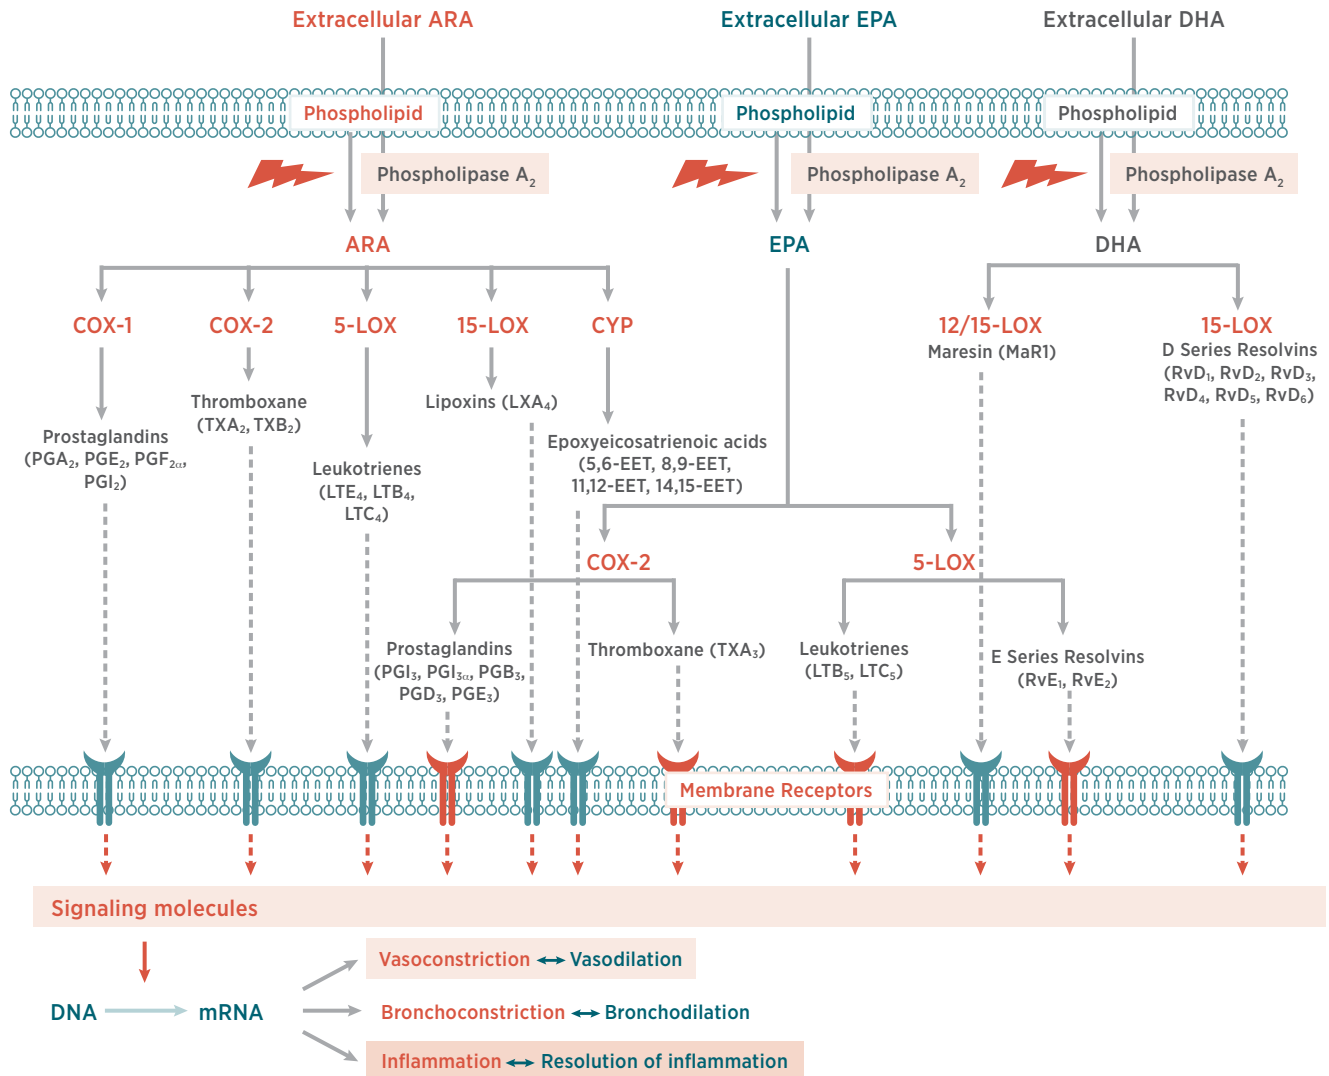 Extracellular ARA
Extracellular EPA
Extracellular DHA
Phospholipid
Phospholipid
Phospholipid
Phospholipase A₂
Phospholipase A₂
Phospholipase A₂
ARA
EPA
DHA
COX-1
COX-2
5-LOX
15-LOX
CYP
12/15-LOX
Maresin (MaR1)
15-LOX
D Series Resolvins
(RvD₁, RvD₂, RvD₃,
RvD₄, RvD₅, RvD₆)
Prostaglandins
(PGA₂, PGE₂, PGF₂α,
PGI₂)
Thromboxane
(TXA₂, TXB₂)
Leukotrienes
(LTE₄, LTB₄,
LTC₄)
Lipoxins (LXA₄)
Epoxyeicosatrienoic acids
(5,6-EET, 8,9-EET,
11,12-EET, 14,15-EET)
COX-2
5-LOX
Prostaglandins
(PGI₃, PGI₃α, PGB₃,
PGD₃, PGE₃)
Thromboxane (TXA₃)
Leukotrienes
(LTB₅, LTC₅)
E Series Resolvins
(RvE₁, RvE₂)
Membrane Receptors
Signaling molecules
DNA
mRNA
Vasoconstriction ↔ Vasodilation
Bronchoconstriction ↔ Bronchodilation
Inflammation ↔ Resolution of inflammation